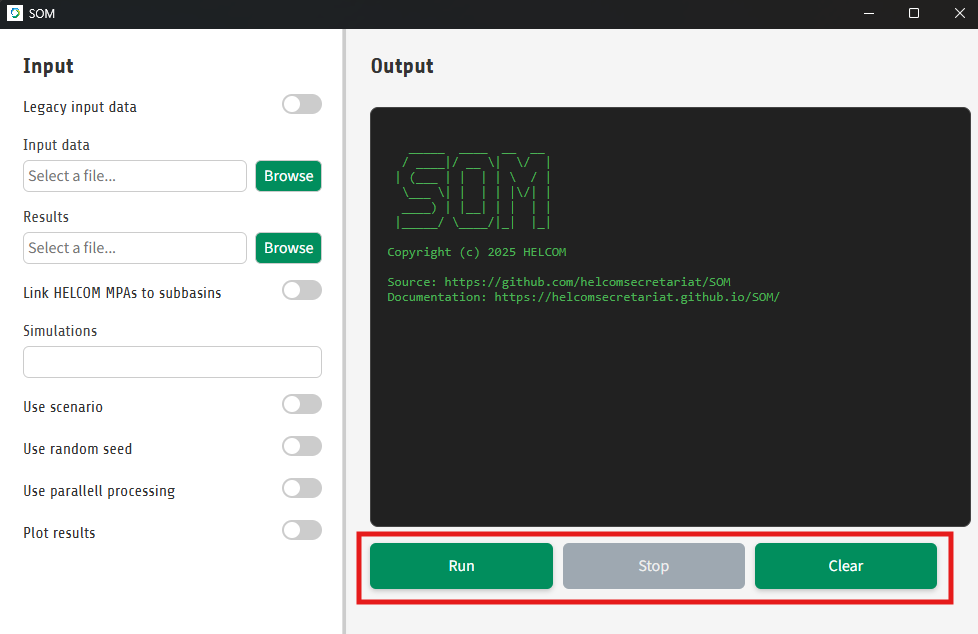 SOM
Input
Legacy input data
Input data
Select a file...
Browse
Results
Select a file...
Browse
Link HELCOM MPAs to subbasins
Simulations
Use scenario
Use random seed
Use parallell processing
Plot results
Output
SOM
Copyright (c) 2025 HELCOM
Source: https://github.com/helcomsecretariat/SOM
Documentation: https://helcomsecretariat.github.io/SOM/
Run
Stop
Clear